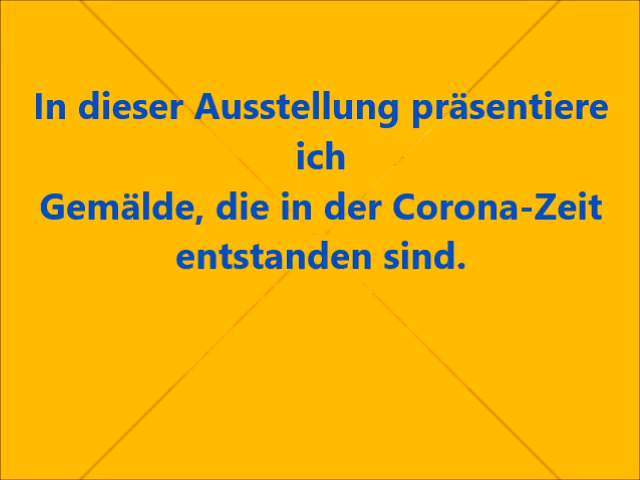 In dieser Ausstellung präsentiere
ich
Gemälde, die in der Corona-Zeit
entstanden sind.